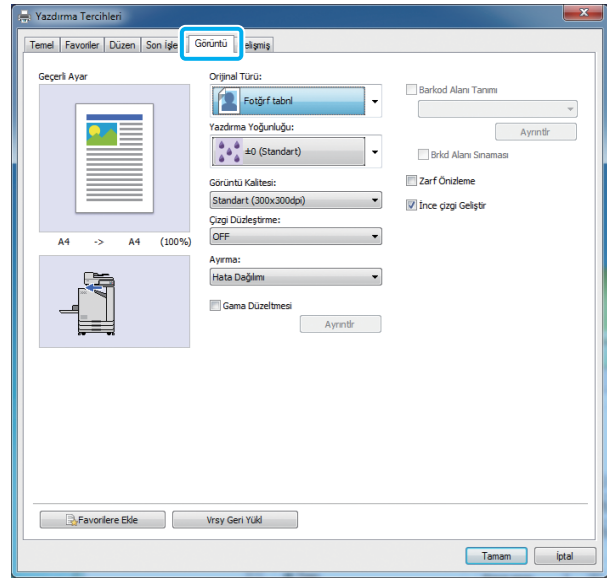 Yazdırma Tercihleri
Temel Favoriler Düzen Son İşle Görüntü elişmiş
Geçerli Ayar
A4 -> A4 (100%)
Orijinal Türü:
Fotğrf tabnl
Yazdırma Yoğunluğu:
±0 (Standart)
Görüntü Kalitesi:
Standart (300x300dpi)
Çizgi Düzleştirme:
OFF
Ayırma:
Hata Dağılımı
Gama Düzeltmesi
Ayrıntlr
Barkod Alanı Tanımı
Ayrıntlr
Brkd Alanı Sınaması
Zarf Önizleme
İnce çizgi Geliştir
Favorilere Ekle Vrsy Geri Yükl
Tamam İptal